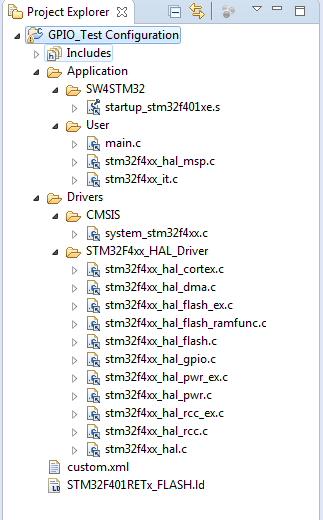 Project Explorer
GPIO_Test Configuration
Includes
Application
SW4STM32
startup_stm32f401xe.s
User
main.c
stm32f4xx_hal_msp.c
stm32f4xx_it.c
Drivers
CMSIS
system_stm32f4xx.c
STM32F4xx_HAL_Driver
stm32f4xx_hal_cortex.c
stm32f4xx_hal_dma.c
stm32f4xx_hal_flash_ex.c
stm32f4xx_hal_flash_ramfunc.c
stm32f4xx_hal_flash.c
stm32f4xx_hal_gpio.c
stm32f4xx_hal_pwr_ex.c
stm32f4xx_hal_pwr.c
stm32f4xx_hal_rcc_ex.c
stm32f4xx_hal_rcc.c
stm32f4xx_hal.c
custom.xml
STM32F401RETx_FLASH.ld